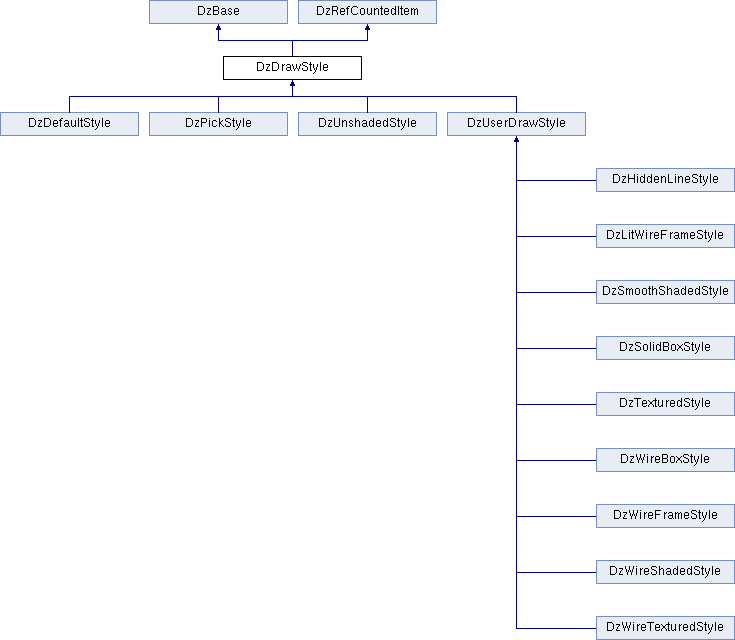 DzBase
DzRefCountedItem
DzDrawStyle
DzDefaultStyle
DzPickStyle
DzUnshadedStyle
DzUserDrawStyle
DzHiddenLineStyle
DzLitWireFrameStyle
DzSmoothShadedStyle
DzSolidBoxStyle
DzTexturedStyle
DzWireBoxStyle
DzWireFrameStyle
DzWireShadedStyle
DzWireTexturedStyle